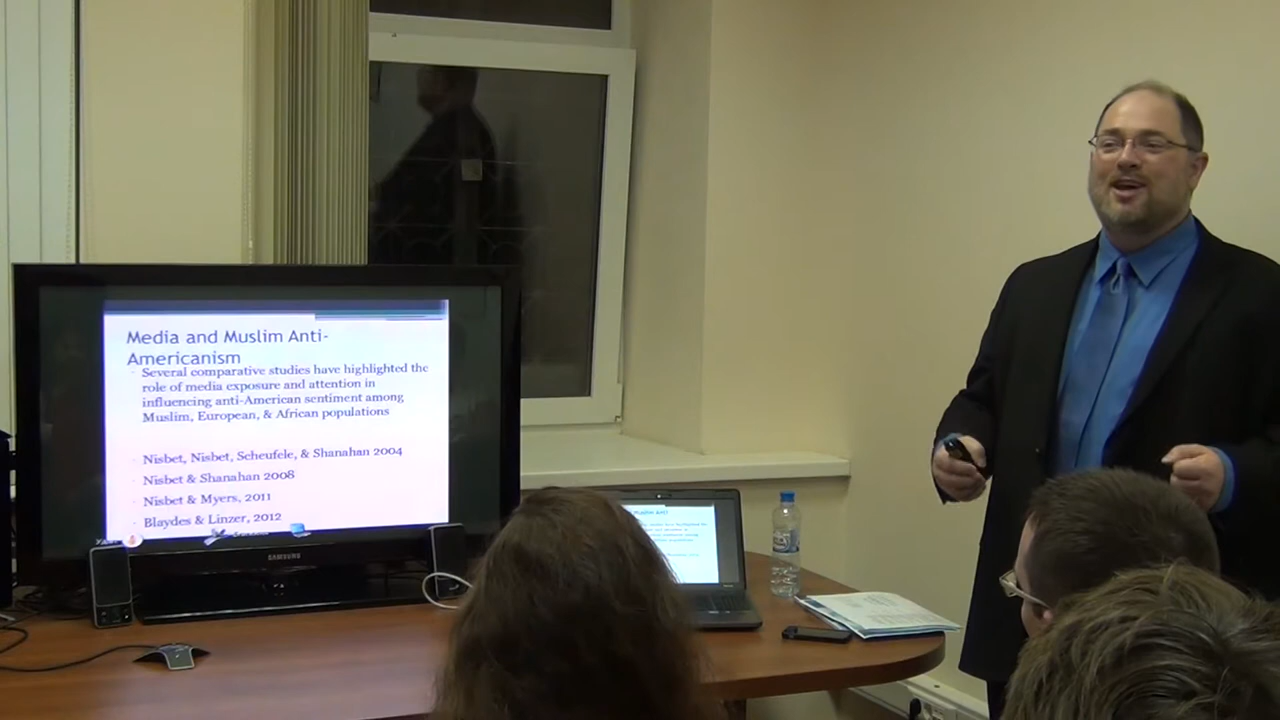 Media and Muslim Anti-
Americanism
Several comparative studies have highlighted the
role of media exposure and attention in
influencing anti-American sentiment among
Muslim, European, & African populations
Nisbet, Nisbet, Scheufele, & Shanahan 2004
Nisbet & Shanahan 2008
Nisbet & Myers, 2011
Blaydes & Linzer, 2012
SAMSUNG